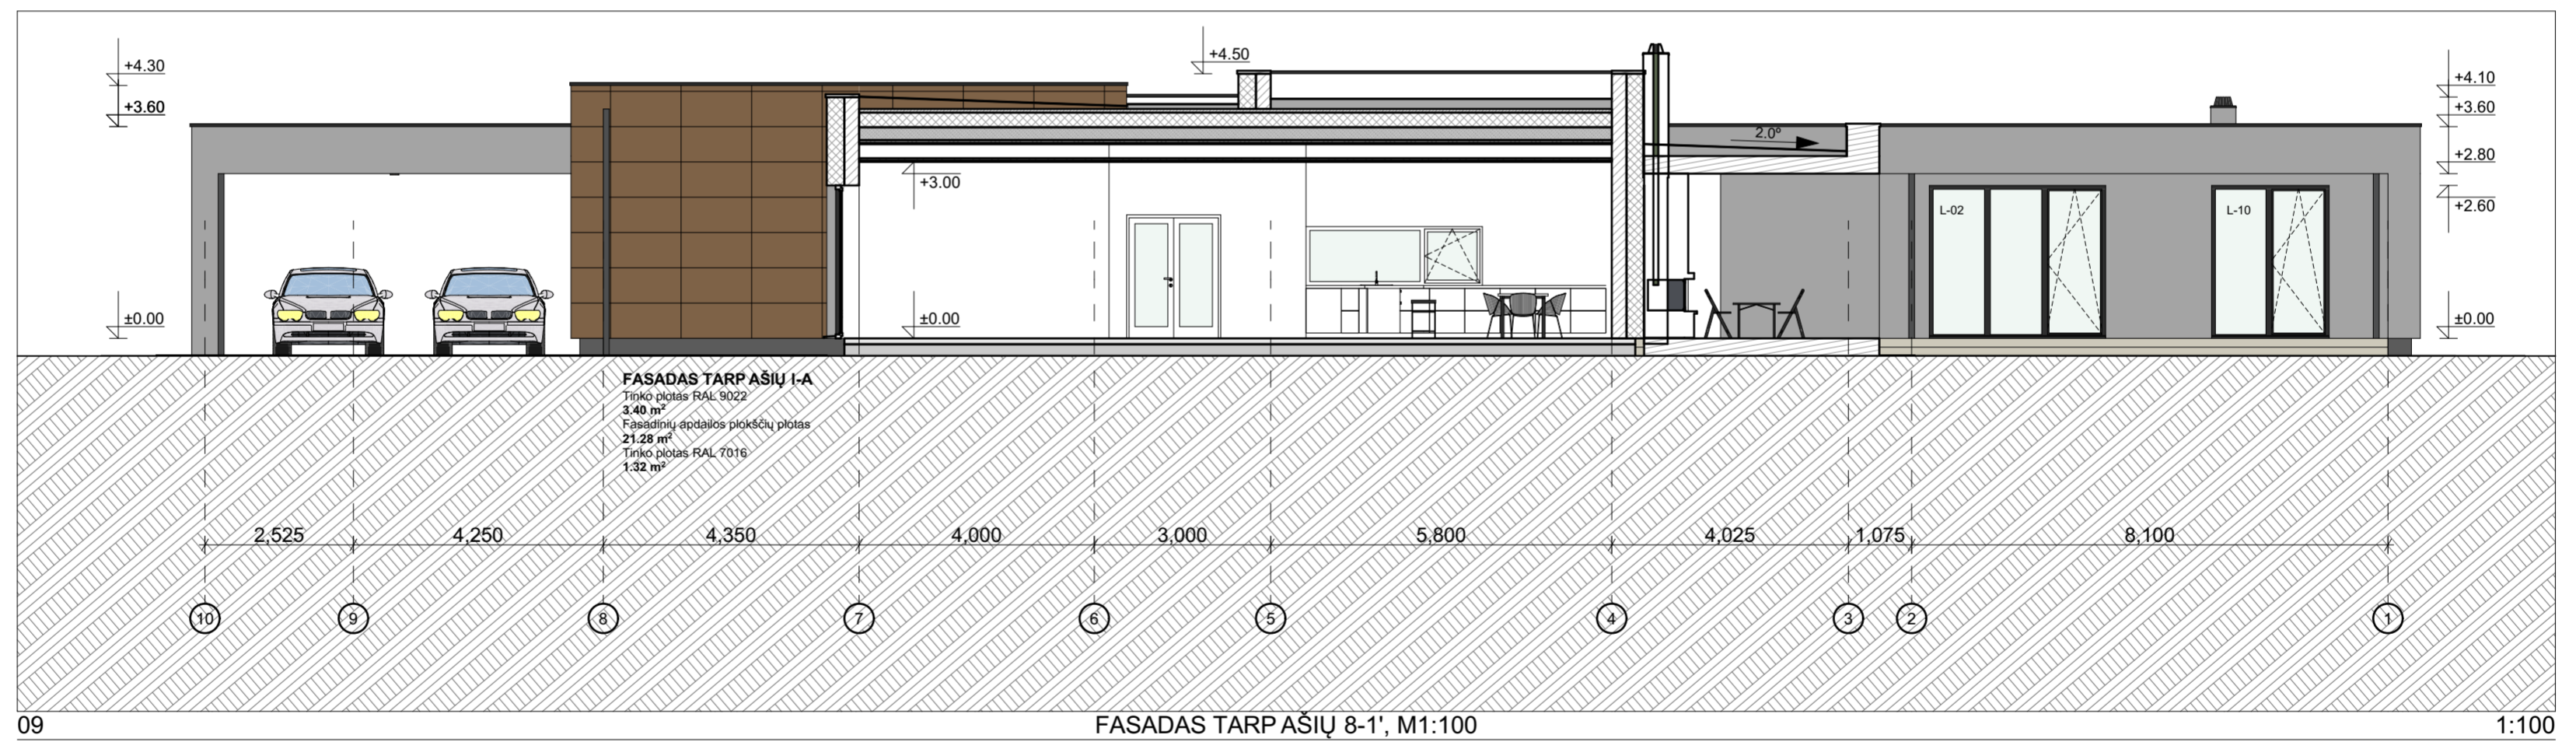 +4.30
+3.60
±0.00
+4.50
+3.00
±0.00
2.0º
L-02
L-10
+4.10
+3.60
+2.80
+2.60
±0.00
FASADAS TARP AŠIŲ I-A
Tinko plotas RAL 9022
3.40 m²
Fasadinių apdailos plokščių plotas
21.28 m²
Tinko plotas RAL 7016
1.32 m²
2,525 4,250 4,350 4,000 3,000 5,800 4,025 1,075 8,100
10 9 8 7 6 5 4 3 2 1
09 FASADAS TARP AŠIŲ 8-1', M1:100 1:100